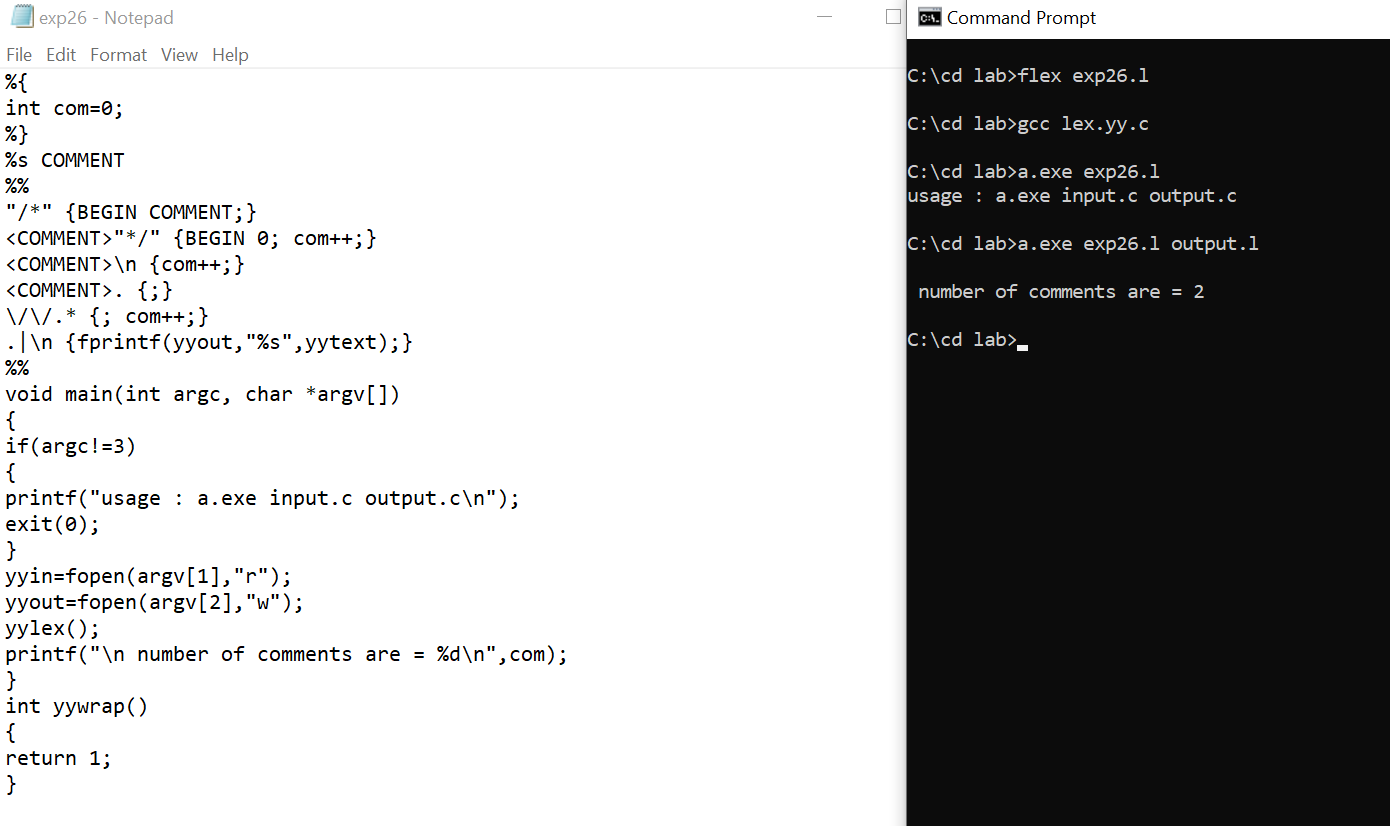 exp26 - Notepad
File Edit Format View Help
%{
int com=0;
%}
%s COMMENT
%%
"/*" {BEGIN COMMENT;}
<COMMENT>"*/" {BEGIN 0; com++;}
<COMMENT>\n {com++;}
<COMMENT>. {;}
\/\/.* {; com++;}
.|\n {fprintf(yyout,"%s",yytext);}
%%
void main(int argc, char *argv[])
{
if(argc!=3)
{
printf("usage : a.exe input.c output.c\n");
exit(0);
}
yyin=fopen(argv[1],"r");
yyout=fopen(argv[2],"w");
yylex();
printf("\n number of comments are = %d\n",com);
}
int yywrap()
{
return 1;
}
C:\. Command Prompt
C:\cd lab>flex exp26.l
C:\cd lab>gcc lex.yy.c
C:\cd lab>a.exe exp26.l
usage : a.exe input.c output.c
C:\cd lab>a.exe exp26.l output.l
number of comments are = 2
C:\cd lab>